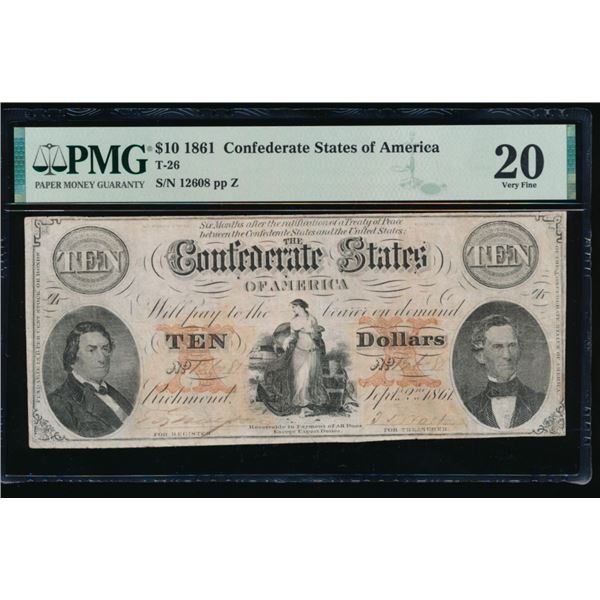 PMG
PAPER MONEY GUARANTY
$10 1861 Confederate States of America
T-26
S/N 12608 pp Z
20
Very Fine
Six Months after the ratification of a Treaty of Peace
between the Confederate States and the United States.
THE
TEN Confederate States TEN
OF AMERICA
Will pay to the bearer on demand
TEN Dollars
No No
Richmond, Sept. 2nd 1861
FOR REGISTER
FOR TREASURER
Receivable in Payment of All Dues
Except Export Duties.